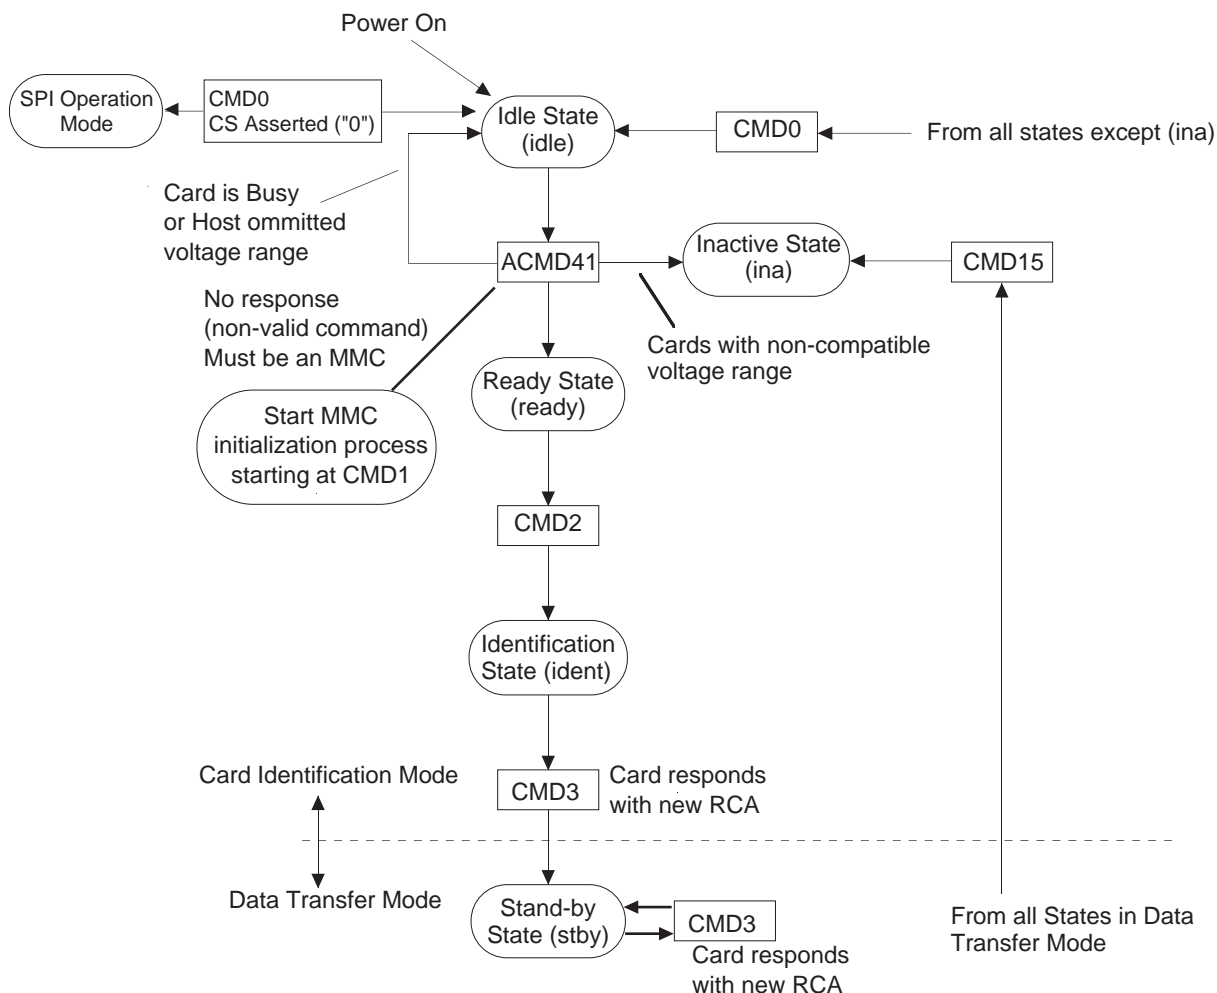 Power On
SPI Operation
Mode
CMD0
CS Asserted ("0")
Idle State
(idle)
CMD0
From all states except (ina)
Card is Busy
or Host ommitted
voltage range
ACMD41
Inactive State
(ina)
CMD15
No response
(non-valid command)
Must be an MMC
Cards with non-compatible
voltage range
Ready State
(ready)
Start MMC
initialization process
starting at CMD1
CMD2
Identification
State (ident)
Card Identification Mode
CMD3
Card responds
with new RCA
Data Transfer Mode
Stand-by
State (stby)
CMD3
Card responds
with new RCA
From all States in Data
Transfer Mode